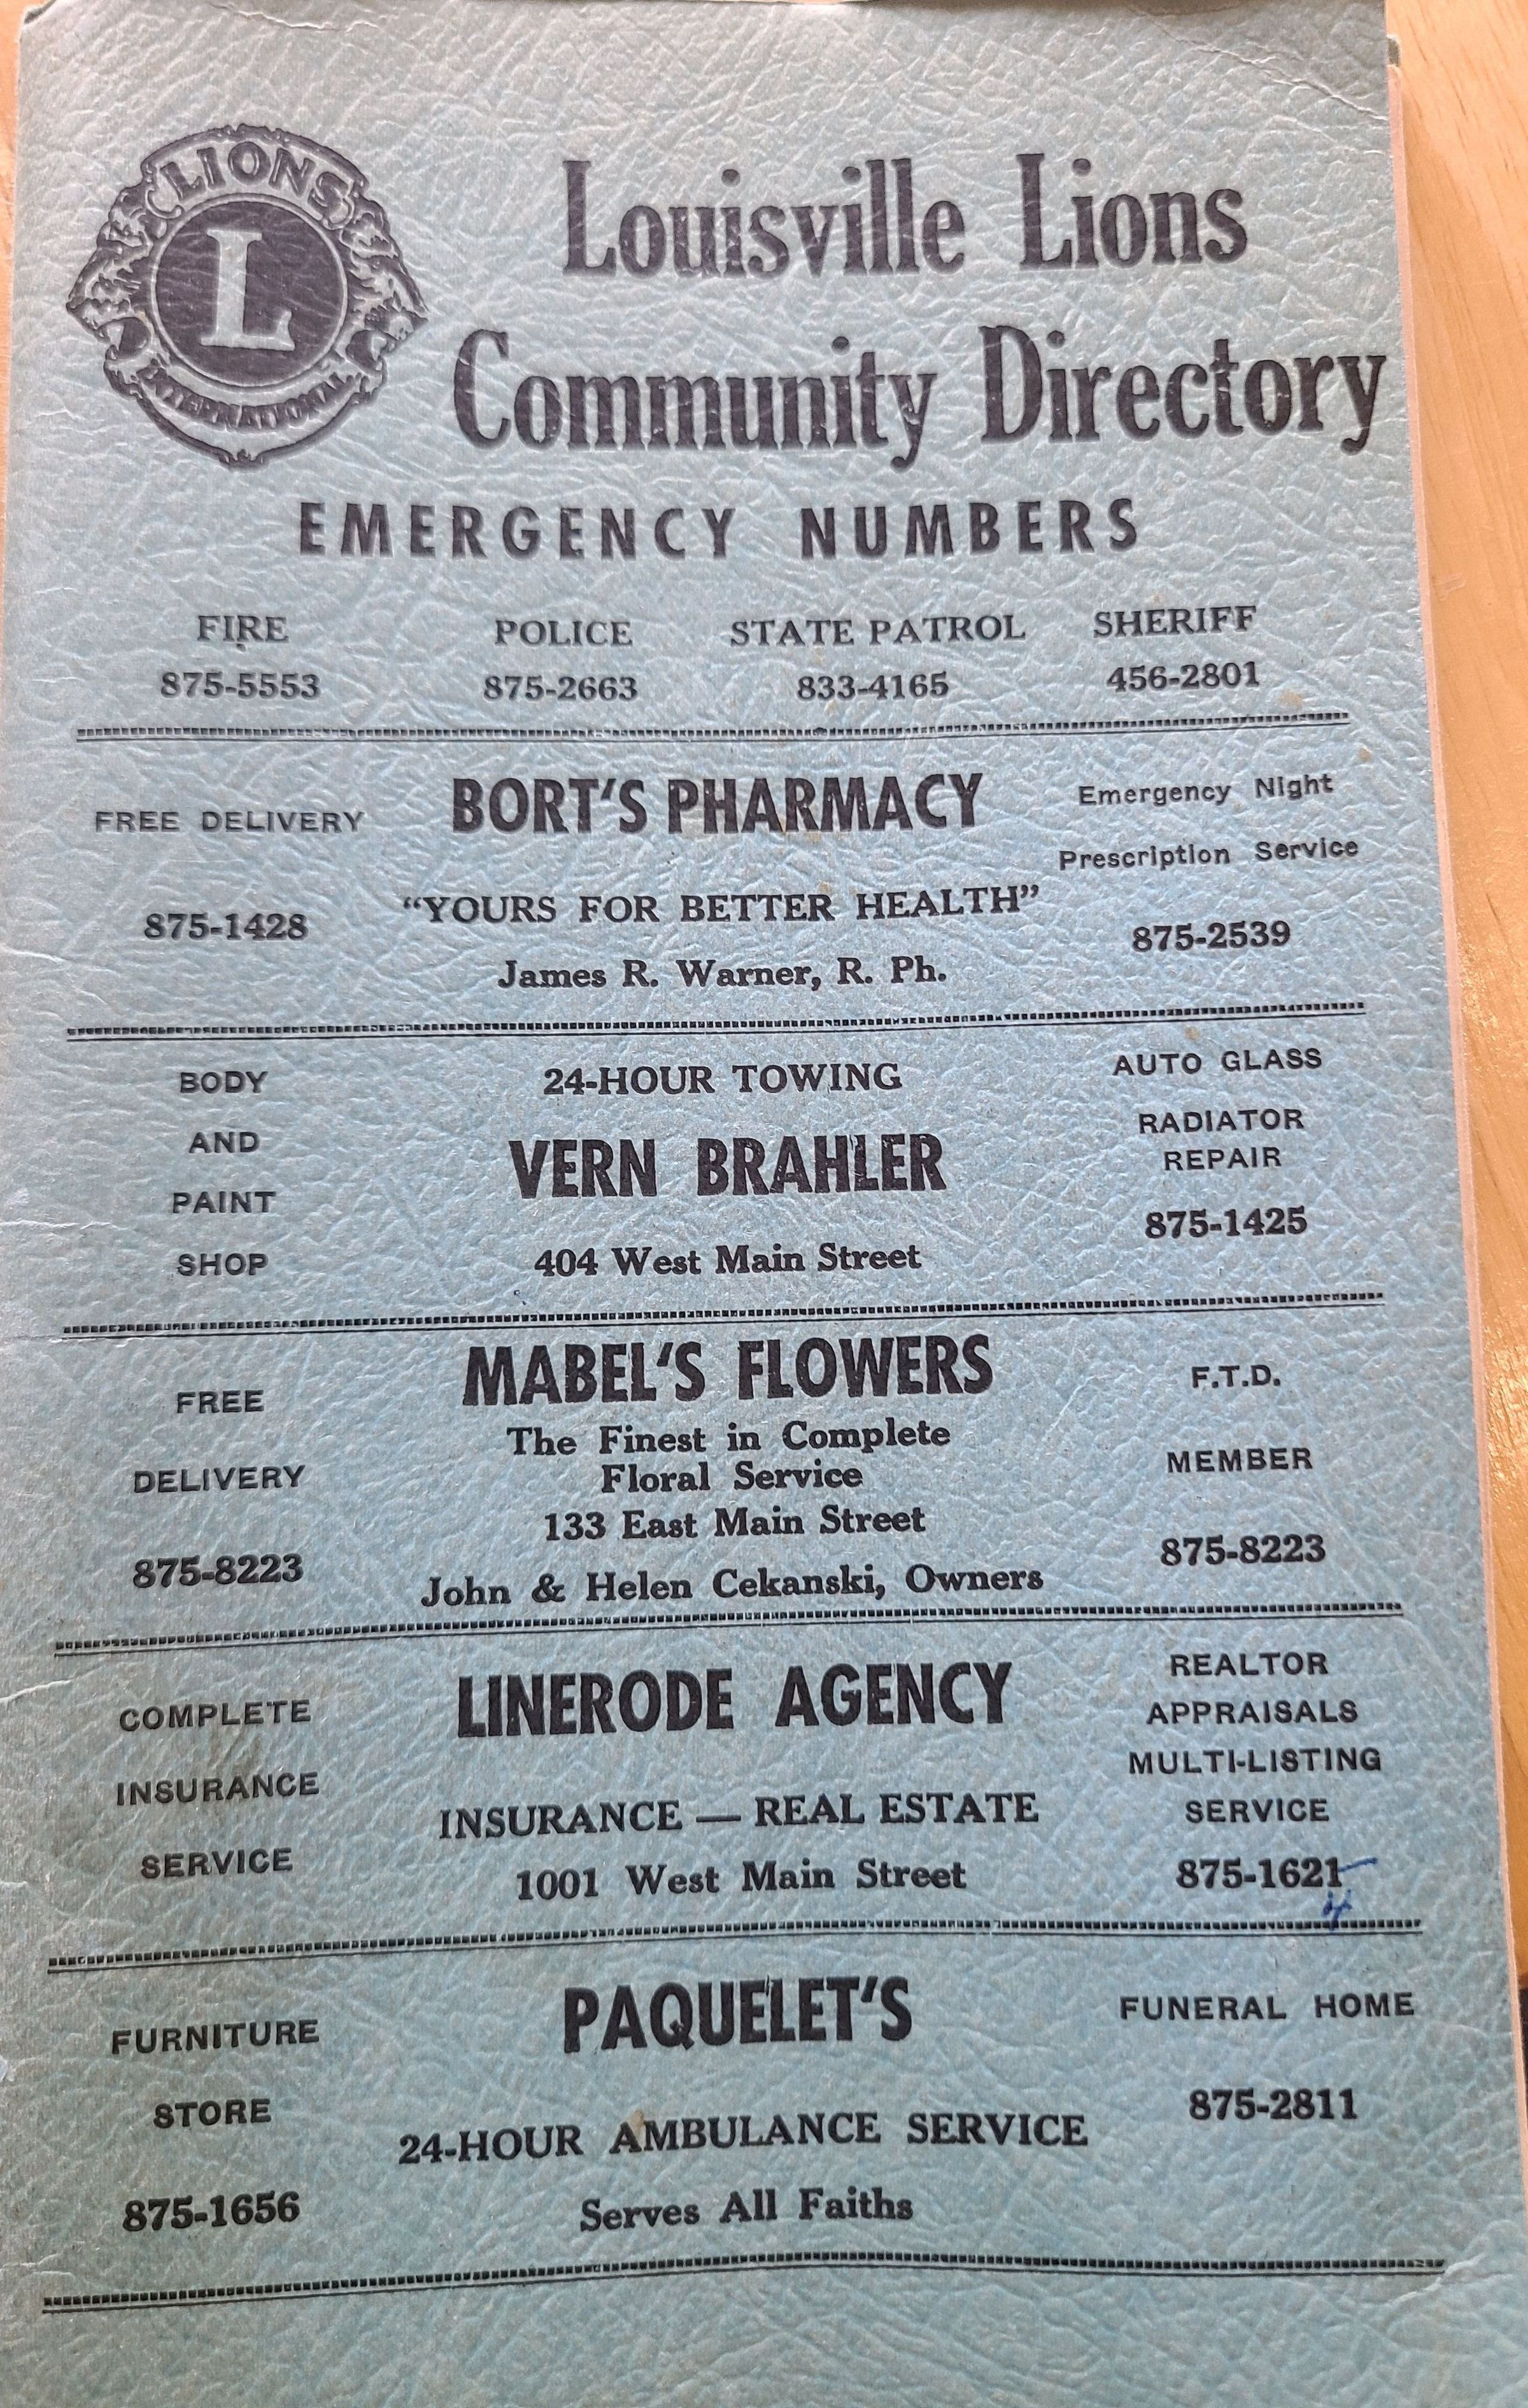 LIONS
L
INTERNATIONAL
Louisville Lions
Community Directory
EMERGENCY NUMBERS
FIRE POLICE STATE PATROL SHERIFF
875-5553 875-2663 833-4165 456-2801
FREE DELIVERY
875-1428
BORT'S PHARMACY
"YOURS FOR BETTER HEALTH"
James R. Warner, R. Ph.
Emergency Night
Prescription Service
875-2539
BODY
AND
PAINT
SHOP
24-HOUR TOWING
VERN BRAHLER
404 West Main Street
AUTO GLASS
RADIATOR
REPAIR
875-1425
FREE
DELIVERY
875-8223
MABEL'S FLOWERS
The Finest in Complete
Floral Service
133 East Main Street
John & Helen Cekanski, Owners
F.T.D.
MEMBER
875-8223
COMPLETE
INSURANCE
SERVICE
LINERODE AGENCY
INSURANCE — REAL ESTATE
1001 West Main Street
REALTOR
APPRAISALS
MULTI-LISTING
SERVICE
875-1621
FURNITURE
STORE
875-1656
PAQUELET'S
24-HOUR AMBULANCE SERVICE
Serves All Faiths
FUNERAL HOME
875-2811